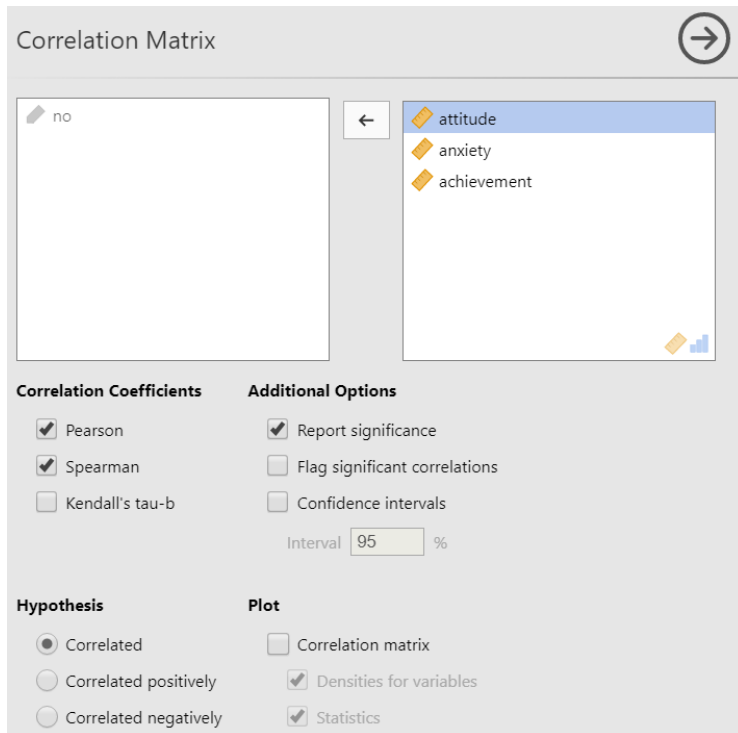 Correlation Matrix
no
attitude
anxiety
achievement
Correlation Coefficients
Additional Options
Pearson
Report significance
Spearman
Flag significant correlations
Kendall's tau-b
Confidence intervals
Interval 95 %
Hypothesis
Plot
Correlated
Correlation matrix
Correlated positively
Densities for variables
Correlated negatively
Statistics